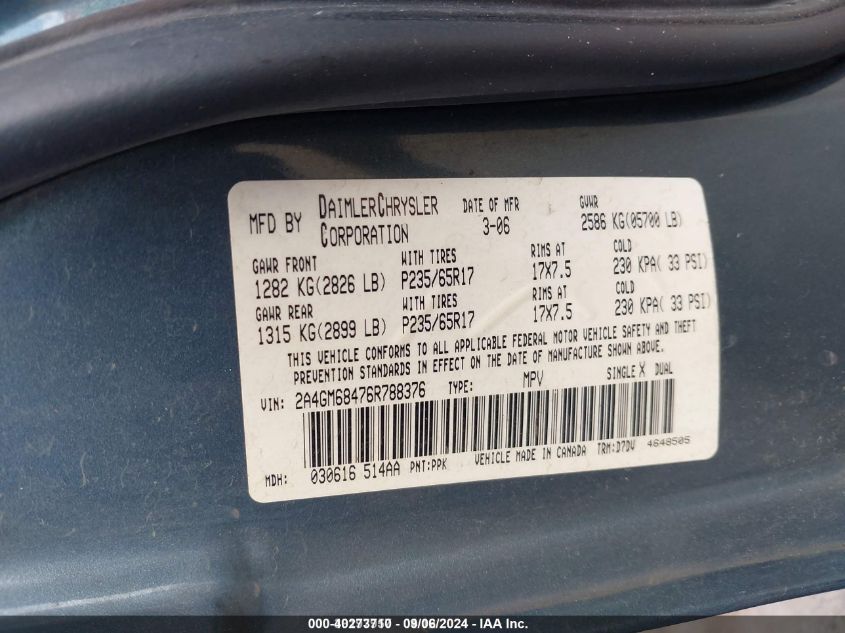 MFD BY DAIMLERCHRYSLER CORPORATION
DATE OF MFR 3-06
GVWR 2586 KG(05700 LB)
GAWR FRONT WITH TIRES RIMS AT COLD
1282 KG(2826 LB) P235/65R17 17X7.5 230 KPA( 33 PSI)
GAWR REAR WITH TIRES RIMS AT COLD
1315 KG(2899 LB) P235/65R17 17X7.5 230 KPA( 33 PSI)
THIS VEHICLE CONFORMS TO ALL APPLICABLE FEDERAL MOTOR VEHICLE SAFETY AND THEFT
PREVENTION STANDARDS IN EFFECT ON THE DATE OF MANUFACTURE SHOWN ABOVE.
VIN: 2A4GM68476R788376 TYPE: MPV SINGLE X DUAL
MDH: 030616 514AA PNT:PPK VEHICLE MADE IN CANADA TRM:D7DV 4648505
09/06/2024 - IAA Inc.